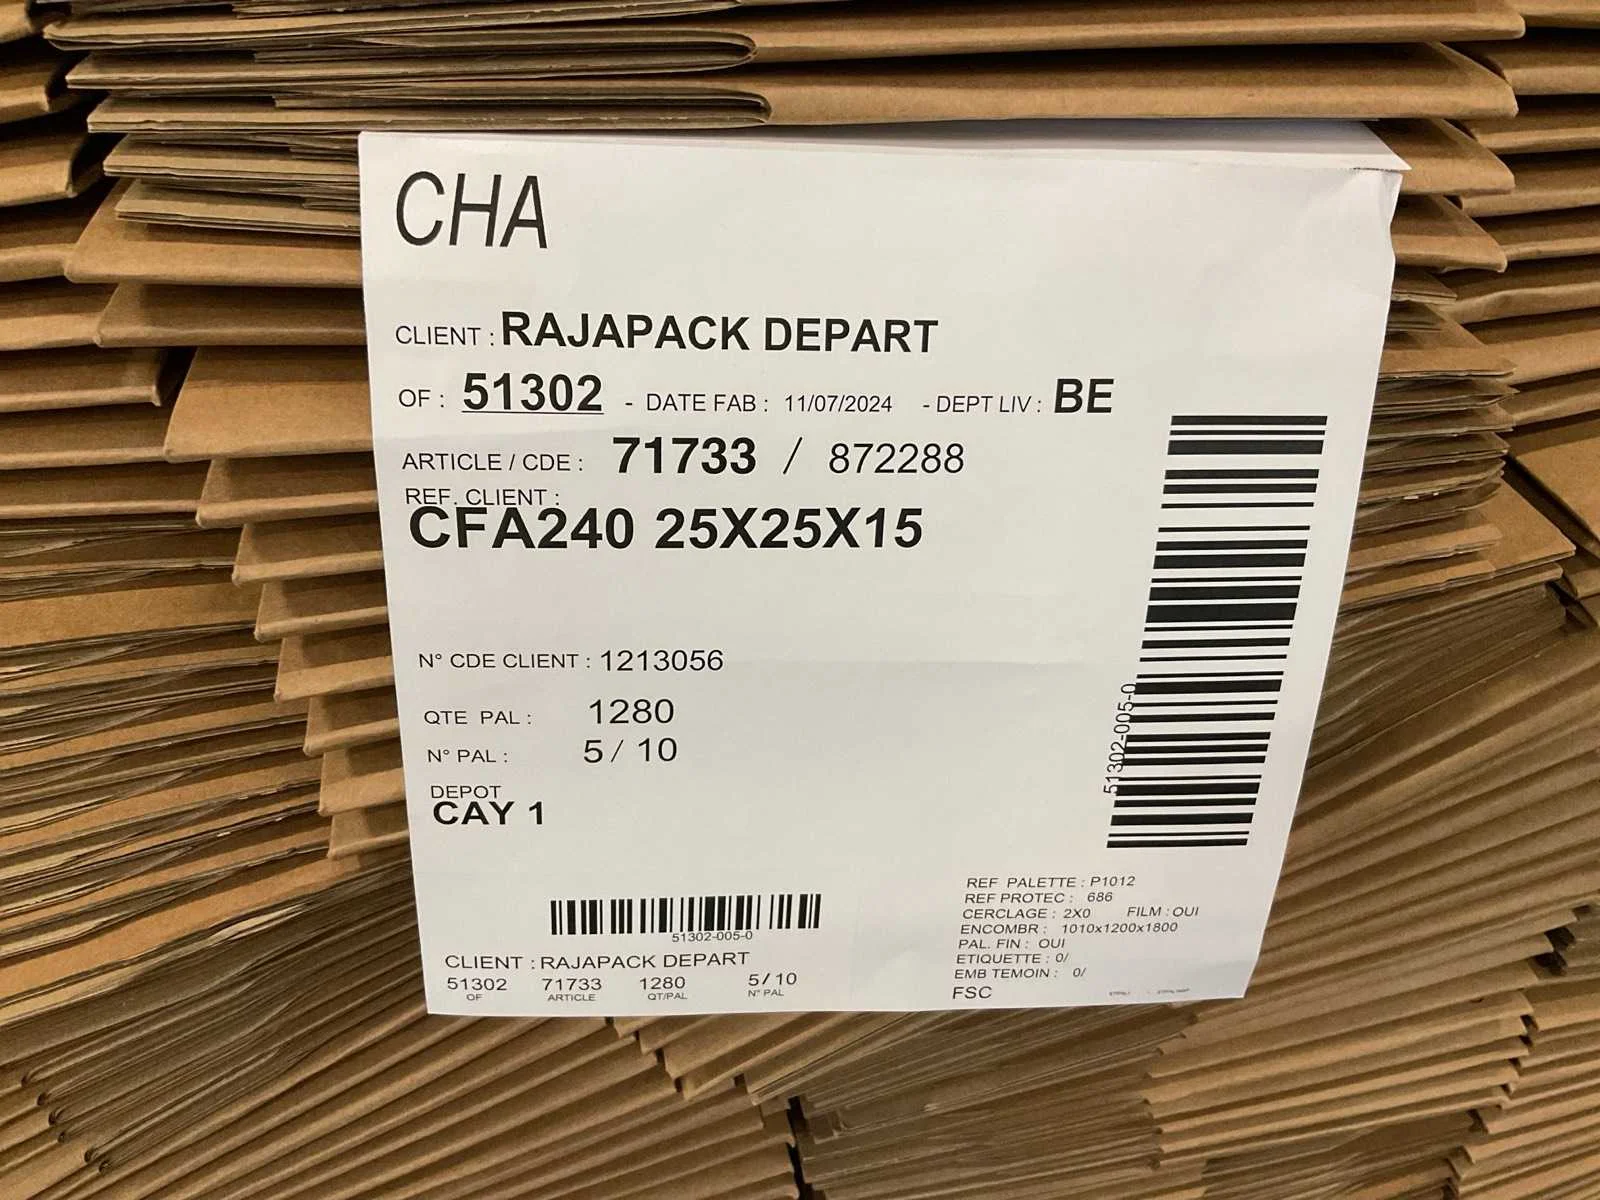 CHA
CLIENT : RAJAPACK DEPART
OF : 51302 - DATE FAB : 11/07/2024 - DEPT LIV : BE
ARTICLE / CDE : 71733 / 872288
REF. CLIENT :
CFA240 25X25X15
N° CDE CLIENT : 1213056
QTE PAL : 1280
N° PAL : 5 / 10
DEPOT
CAY 1
51302-005-0
51302-005-0
CLIENT : RAJAPACK DEPART
51302 71733 1280 5/10
OF ARTICLE QT/PAL N° PAL
REF PALETTE : P1012
REF PROTEC : 686
CERCLAGE : 2X0 FILM : OUI
ENCOMBR : 1010x1200x1800
PAL. FIN : OUI
ETIQUETTE : 0/
EMB TEMOIN : 0/
FSC